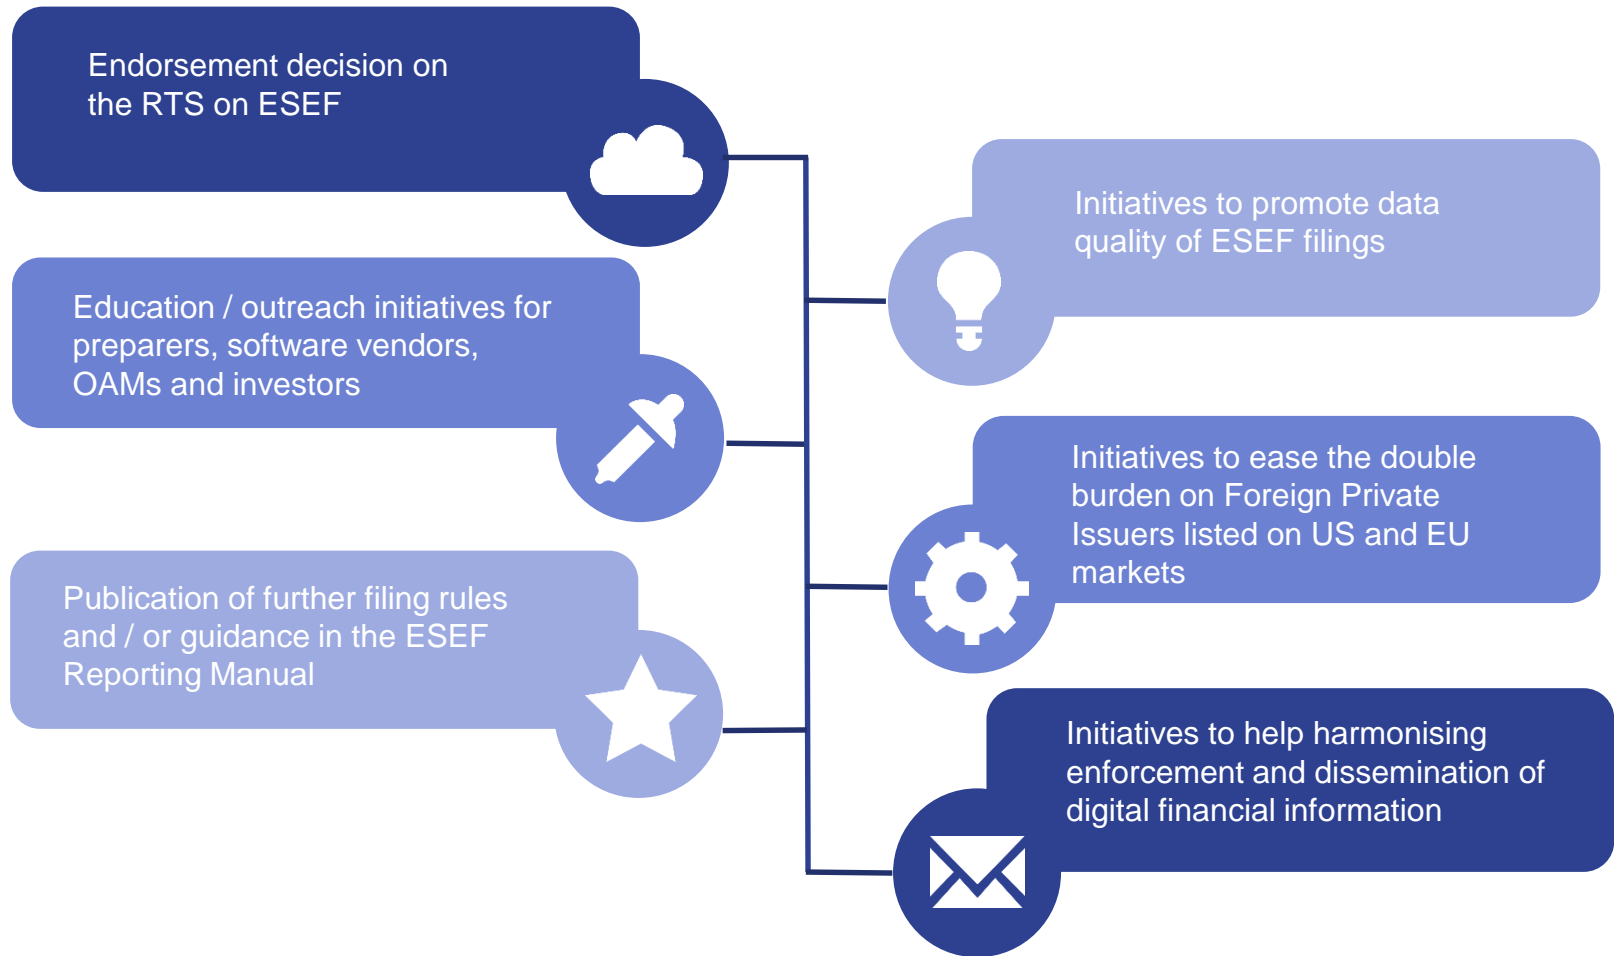 Endorsement decision on
the RTS on ESEF
Initiatives to promote data
quality of ESEF filings
Education / outreach initiatives for
preparers, software vendors,
OAMs and investors
Initiatives to ease the double
burden on Foreign Private
Issuers listed on US and EU
markets
Publication of further filing rules
and / or guidance in the ESEF
Reporting Manual
Initiatives to help harmonising
enforcement and dissemination of
digital financial information